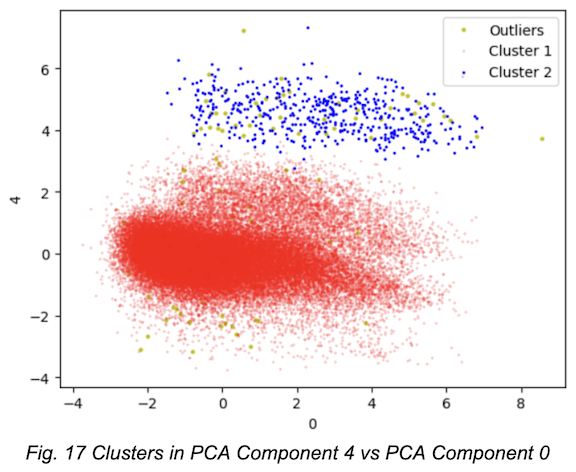 Outliers
Cluster 1
Cluster 2
6
4
2
0
−2
−4
4
−4 −2 0 2 4 6 8
0
Fig. 17 Clusters in PCA Component 4 vs PCA Component 0